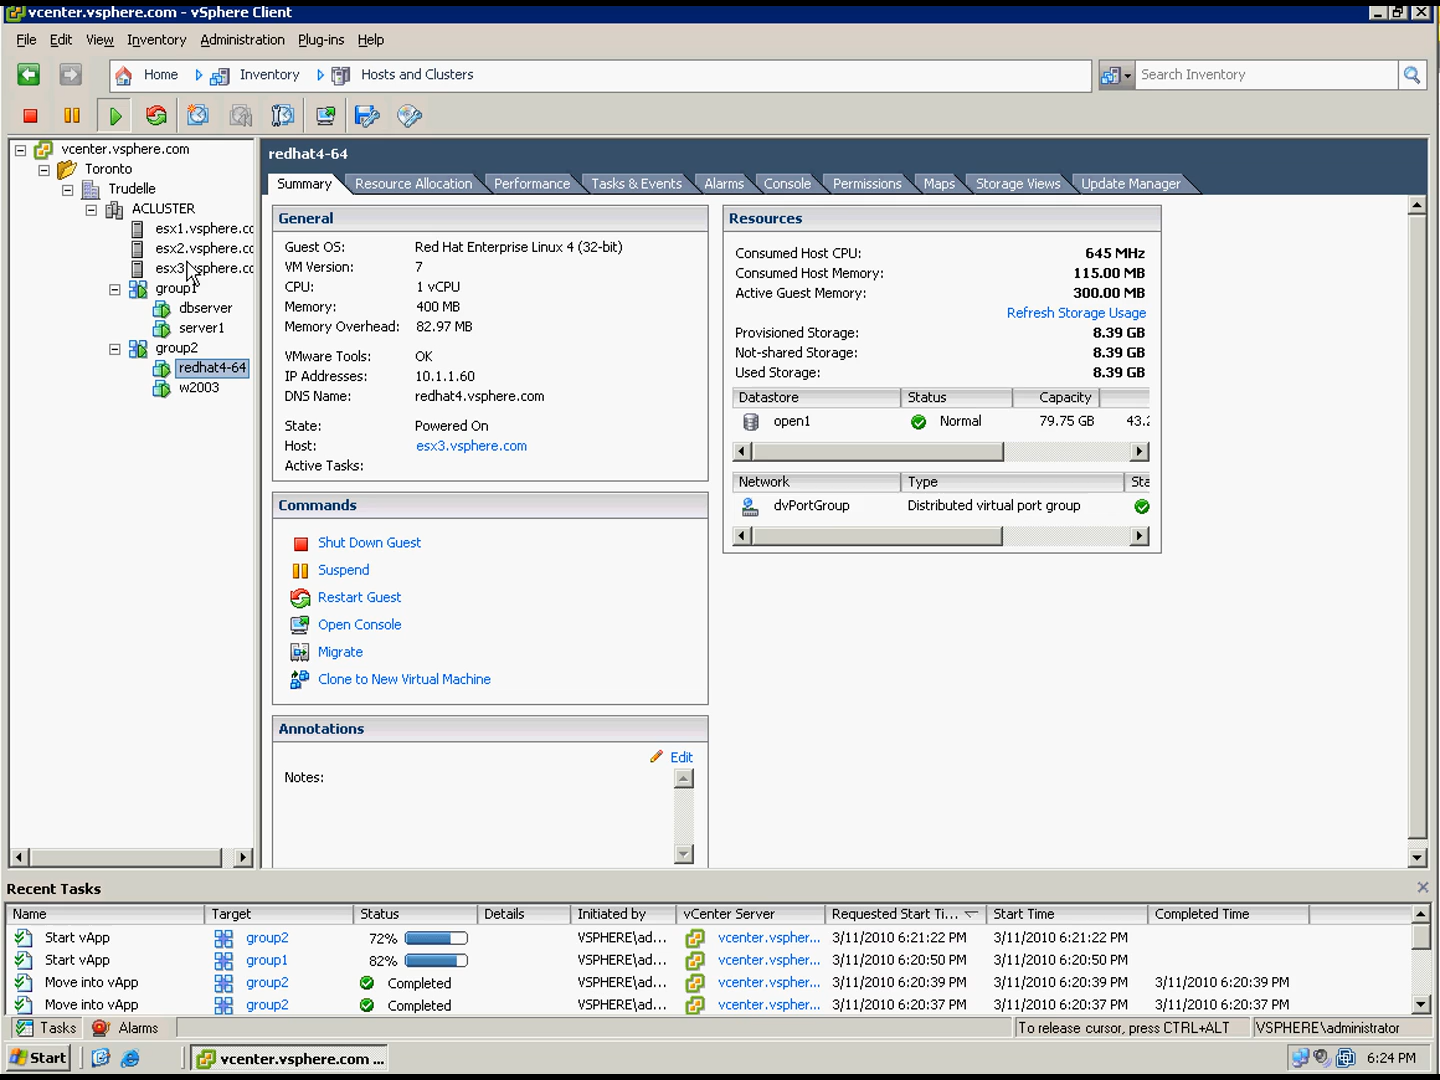 vcenter.vsphere.com - vSphere Client
File Edit View Inventory Administration Plug-ins Help
Home Inventory Hosts and Clusters Search Inventory
vcenter.vsphere.com
Toronto
Trudelle
ACLUSTER
esx1.vsphere.cc
esx2.vsphere.cc
esx3.vsphere.cc
group1
dbserver
server1
group2
redhat4-64
w2003
redhat4-64
Summary Resource Allocation Performance Tasks & Events Alarms Console Permissions Maps Storage Views Update Manager
General
Guest OS: Red Hat Enterprise Linux 4 (32-bit)
VM Version: 7
CPU: 1 vCPU
Memory: 400 MB
Memory Overhead: 82.97 MB
VMware Tools: OK
IP Addresses: 10.1.1.60
DNS Name: redhat4.vsphere.com
State: Powered On
Host: esx3.vsphere.com
Active Tasks:
Commands
Shut Down Guest
Suspend
Restart Guest
Open Console
Migrate
Clone to New Virtual Machine
Annotations
Edit
Notes:
Resources
Consumed Host CPU: 645 MHz
Consumed Host Memory: 115.00 MB
Active Guest Memory: 300.00 MB
Refresh Storage Usage
Provisioned Storage: 8.39 GB
Not-shared Storage: 8.39 GB
Used Storage: 8.39 GB
Datastore Status Capacity
open1 Normal 79.75 GB 43.2
Network Type Sta
dvPortGroup Distributed virtual port group
Recent Tasks
Name Target Status Details Initiated by vCenter Server Requested Start Ti... Start Time Completed Time
Start vApp group2 72% VSPHERE\ad... vcenter.vspher... 3/11/2010 6:21:22 PM 3/11/2010 6:21:22 PM
Start vApp group1 82% VSPHERE\ad... vcenter.vspher... 3/11/2010 6:20:50 PM 3/11/2010 6:20:50 PM
Move into vApp group2 Completed VSPHERE\ad... vcenter.vspher... 3/11/2010 6:20:39 PM 3/11/2010 6:20:39 PM 3/11/2010 6:20:39 PM
Move into vApp group2 Completed VSPHERE\ad... vcenter.vspher... 3/11/2010 6:20:37 PM 3/11/2010 6:20:37 PM 3/11/2010 6:20:37 PM
Tasks Alarms To release cursor, press CTRL+ALT VSPHERE\administrator
Start vcenter.vsphere.com ... 6:24 PM